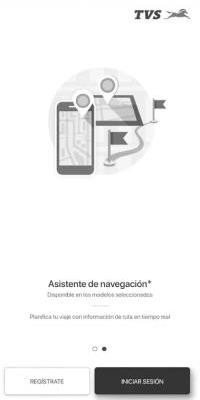 TVS
Asistente de navegación*
Disponible en los modelos seleccionados
Planifica tu viaje con información de ruta en tiempo real
REGÍSTRATE
INICIAR SESIÓN